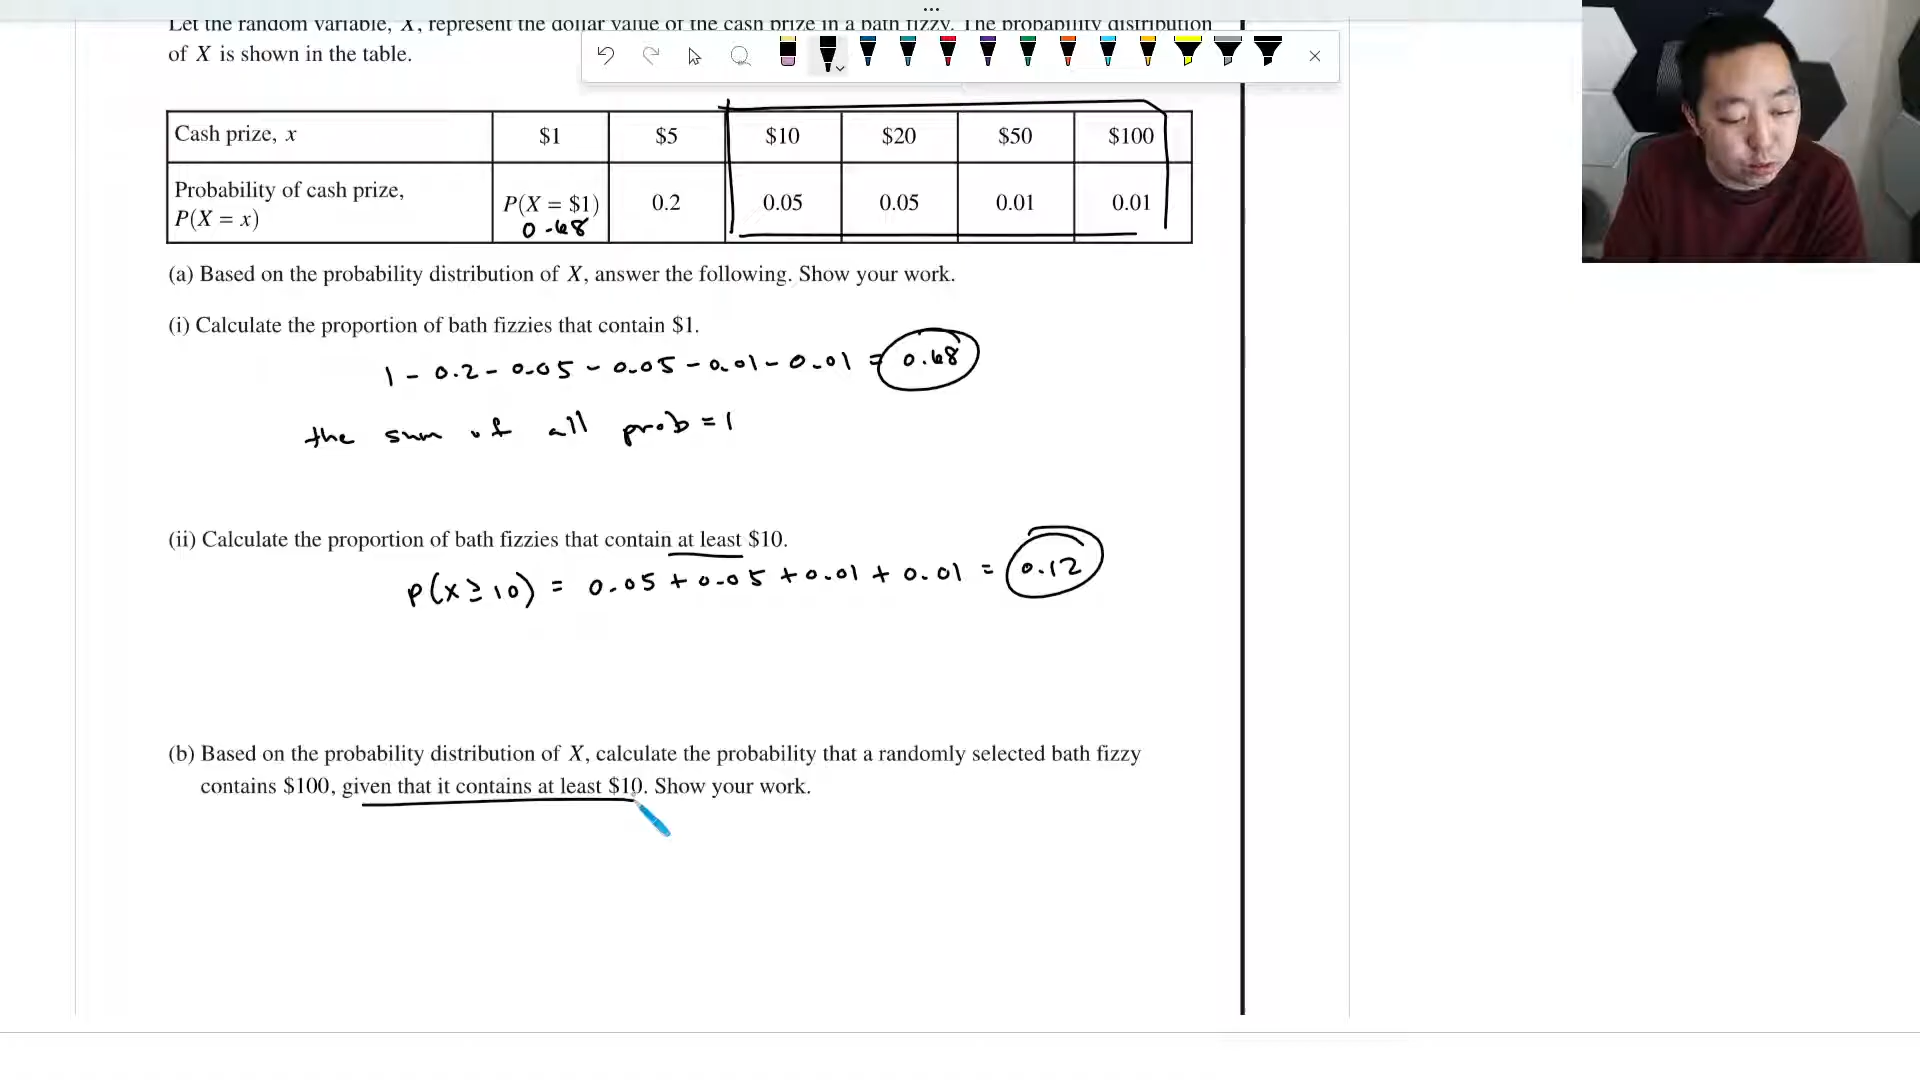 Let the random variable, X, represent the dollar value of the cash prize in a bath fizzy. The probability distribution
of X is shown in the table.
Cash prize, x $1 $5 $10 $20 $50 $100
Probability of cash prize,
P(X = x) P(X = $1) 0.2 0.05 0.05 0.01 0.01
0.68
(a) Based on the probability distribution of X, answer the following. Show your work.
(i) Calculate the proportion of bath fizzies that contain $1.
1 - 0.2 - 0.05 - 0.05 - 0.01 - 0.01 = 0.68
the sum of all prob = 1
(ii) Calculate the proportion of bath fizzies that contain at least $10.
P(X ≥ 10) = 0.05 + 0.05 + 0.01 + 0.01 = 0.12
(b) Based on the probability distribution of X, calculate the probability that a randomly selected bath fizzy
contains $100, given that it contains at least $10. Show your work.